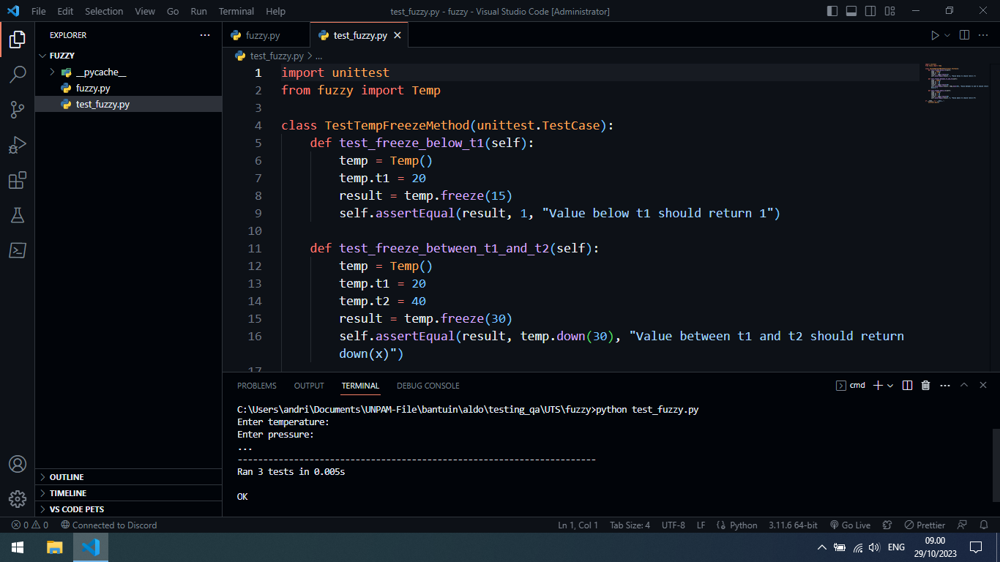 File Edit Selection View Go Run Terminal Help
test_fuzzy.py - fuzzy - Visual Studio Code [Administrator]
EXPLORER
FUZZY
__pycache__
fuzzy.py
test_fuzzy.py
OUTLINE
TIMELINE
VS CODE PETS
fuzzy.py
test_fuzzy.py
test_fuzzy.py > ...
1 import unittest
2 from fuzzy import Temp
3
4 class TestTempFreezeMethod(unittest.TestCase):
5 def test_freeze_below_t1(self):
6 temp = Temp()
7 temp.t1 = 20
8 result = temp.freeze(15)
9 self.assertEqual(result, 1, "Value below t1 should return 1")
10
11 def test_freeze_between_t1_and_t2(self):
12 temp = Temp()
13 temp.t1 = 20
14 temp.t2 = 40
15 result = temp.freeze(30)
16 self.assertEqual(result, temp.down(30), "Value between t1 and t2 should return
down(x)")
17
PROBLEMS OUTPUT TERMINAL DEBUG CONSOLE
cmd
C:\Users\andri\Documents\UNPAM-File\bantuin\aldo\testing_qa\UTS\fuzzy>python test_fuzzy.py
Enter temperature:
Enter pressure:
...
----------------------------------------------------------------------
Ran 3 tests in 0.005s
OK
0 0 Connected to Discord
Ln 1, Col 1 Tab Size: 4 UTF-8 LF Python 3.11.6 64-bit Go Live Prettier
ENG
09.00
29/10/2023